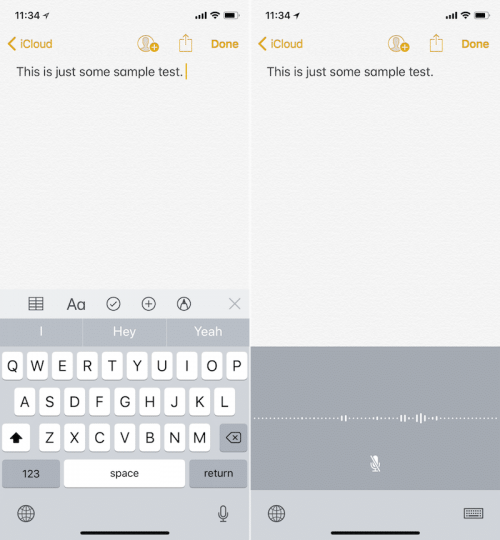 11:34
iCloud
Done
This is just some sample test.
Aa
I
Hey
Yeah
Q W E R T Y U I O P
A S D F G H J K L
Z X C V B N M
123
space
return
11:34
iCloud
Done
This is just some sample test.